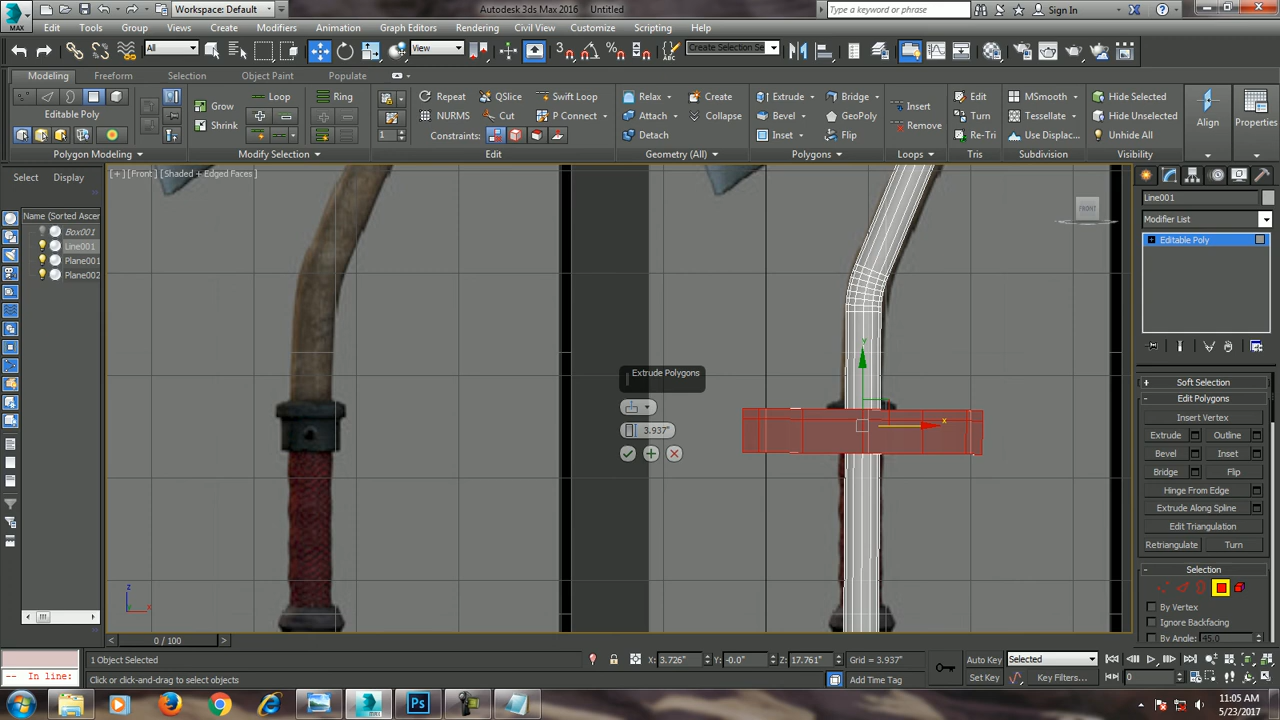 MAX
Workspace: Default
Autodesk 3ds Max 2016 Untitled
Type a keyword or phrase
Sign In
Edit Tools Group Views Create Modifiers Animation Graph Editors Rendering Civil View Customize Scripting Help
All View Create Selection Se
Modeling Freeform Selection Object Paint Populate
Grow Loop Ring Repeat QSlice Swift Loop Relax Create Extrude Bridge Insert Edit MSmooth Hide Selected
Editable Poly
Shrink NURMS Cut P Connect Attach Collapse Bevel GeoPoly Remove Turn Tessellate Hide Unselected
1 Constraints: Detach Inset Flip Re-Tri Use Displac... Unhide All
Align Properties
Polygon Modeling Modify Selection Edit Geometry (All) Polygons Loops Tris Subdivision Visibility
Select Display
[+] [Front] [Shaded + Edged Faces]
FRONT
Name (Sorted Ascen
Box001
Line001
Plane001
Plane002
Line001
Modifier List
Editable Poly
Extrude Polygons
3.937"
y
x
z
x
Soft Selection
Edit Polygons
Insert Vertex
Extrude Outline
Bevel Inset
Bridge Flip
Hinge From Edge
Extrude Along Spline
Edit Triangulation
Retriangulate Turn
Selection
By Vertex
Ignore Backfacing
By Angle: 45.0
0 / 100
1 Object Selected
X: 3.726" Y: -0.0" Z: 17.761" Grid = 3.937" Auto Key Selected
-- In line:
Click or click-and-drag to select objects
Add Time Tag Set Key Key Filters... 0
MAX Ps
11:05 AM
5/23/2017